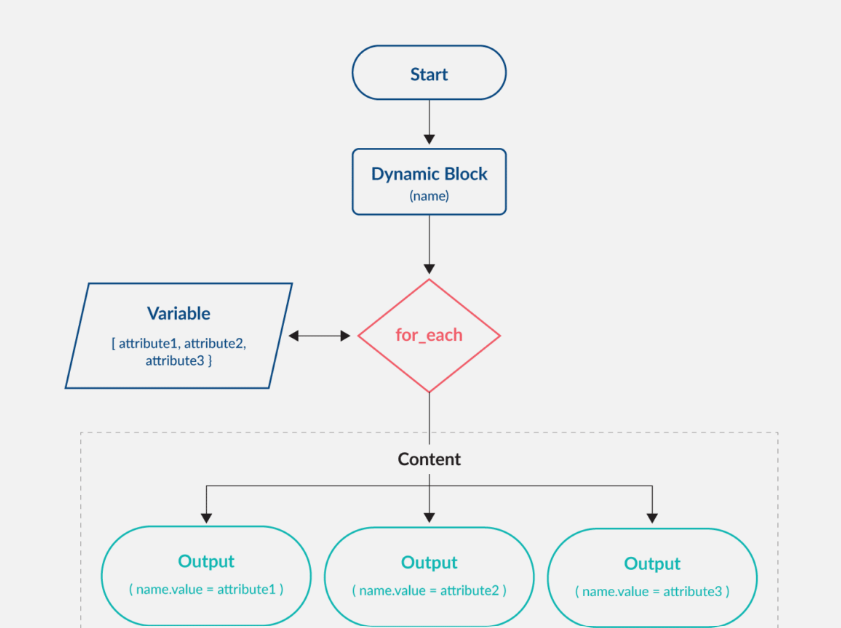 Start
Dynamic Block
(name)
Variable
[ attribute1, attribute2,
attribute3 }
for_each
Content
Output
( name.value = attribute1 )
Output
( name.value = attribute2 )
Output
( name.value = attribute3 )